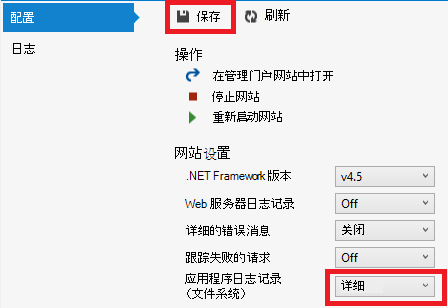 配置
保存
刷新
日志
操作
在管理门户网站中打开
停止网站
重新启动网站
网站设置
.NET Framework 版本 v4.5
Web 服务器日志记录 Off
详细的错误消息 关闭
跟踪失败的请求 Off
应用程序日志记录 详细
(文件系统)